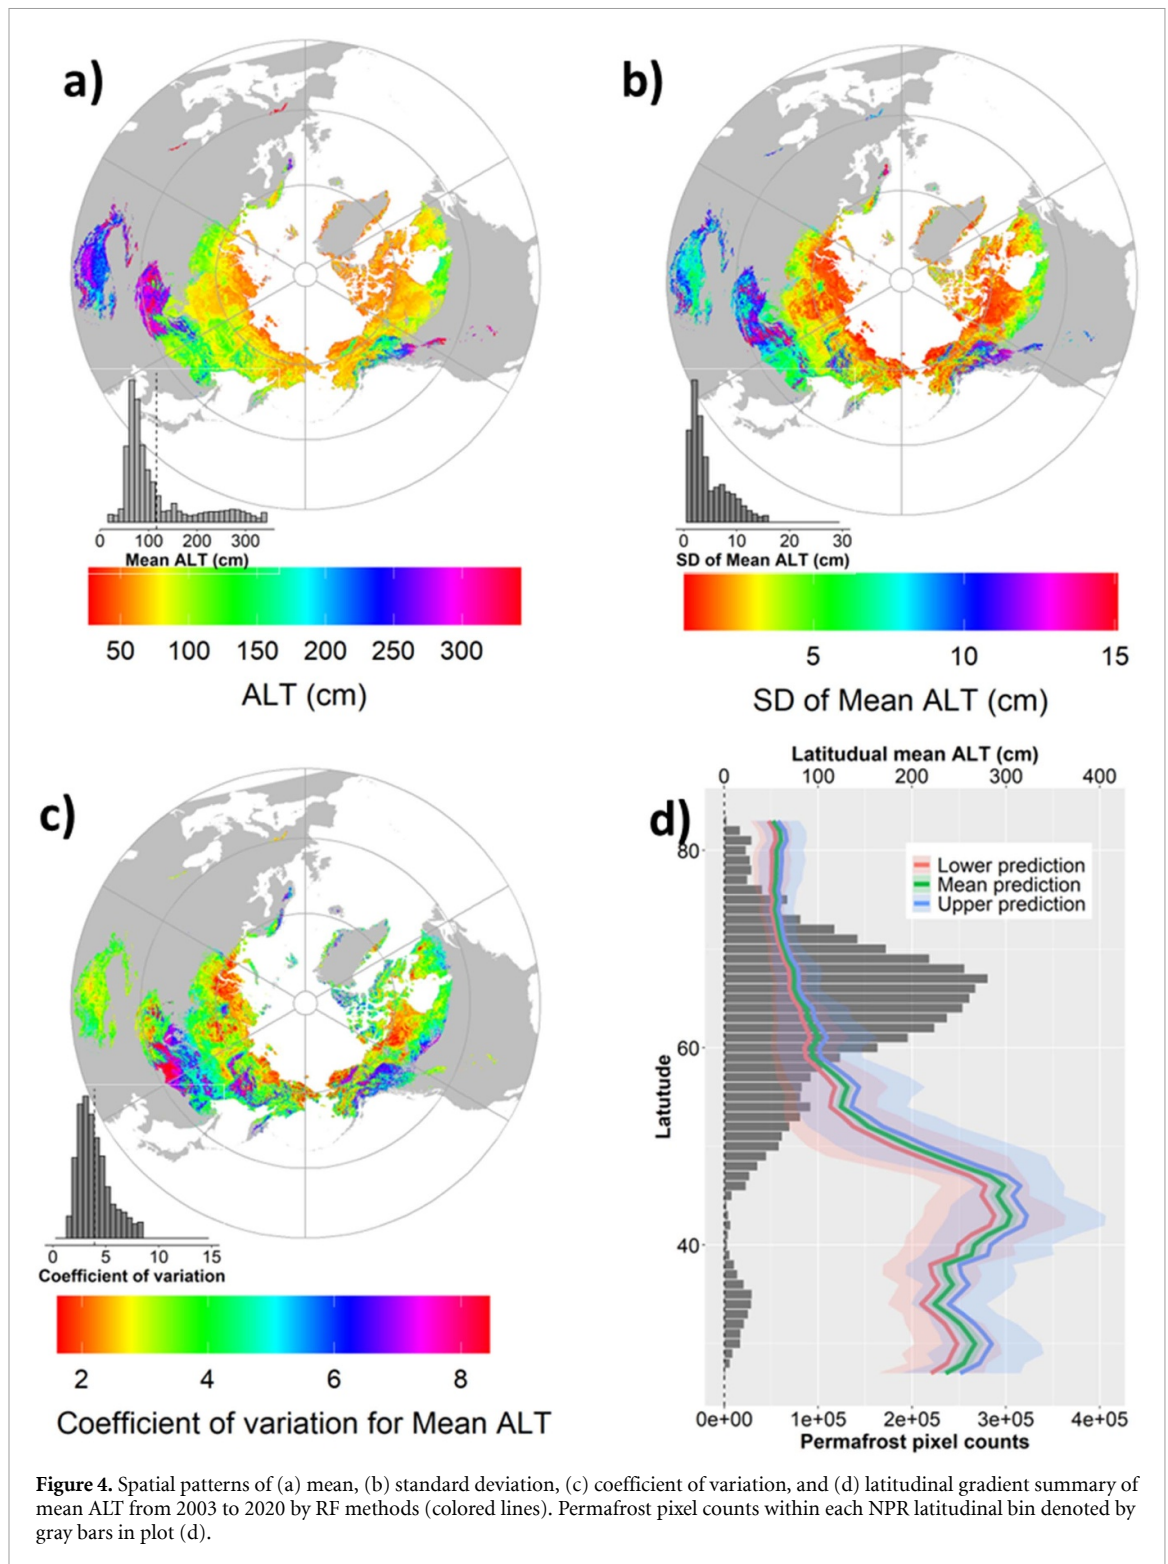 a)
b)
0 100 200 300
Mean ALT (cm)
50 100 150 200 250 300
ALT (cm)
0 10 20 30
SD of Mean ALT (cm)
5 10 15
SD of Mean ALT (cm)
c)
0 5 10 15
Coefficient of variation
2 4 6 8
Coefficient of variation for Mean ALT
Latitudual mean ALT (cm)
0 100 200 300 400
d)
80
60
40
Latutude
Lower prediction
Mean prediction
Upper prediction
0e+00 1e+05 2e+05 3e+05 4e+05
Permafrost pixel counts
Figure 4. Spatial patterns of (a) mean, (b) standard deviation, (c) coefficient of variation, and (d) latitudinal gradient summary of
mean ALT from 2003 to 2020 by RF methods (colored lines). Permafrost pixel counts within each NPR latitudinal bin denoted by
gray bars in plot (d).